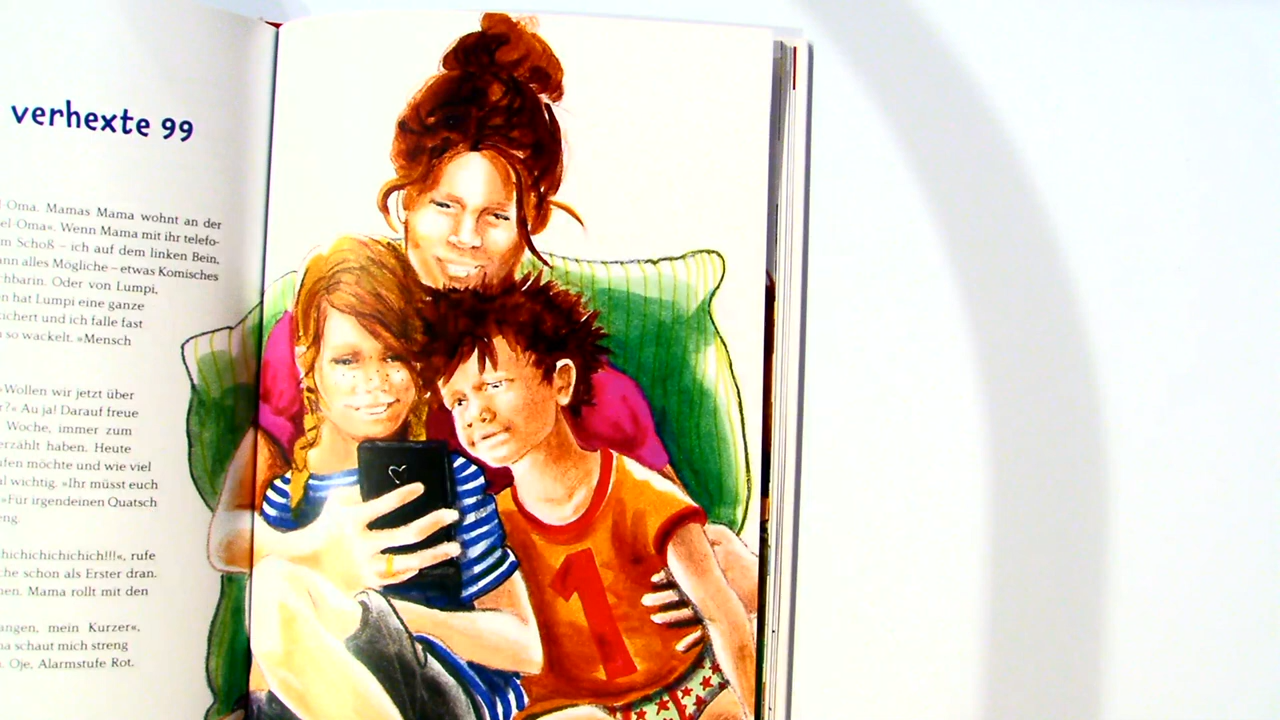 verhexte 99
-Oma. Mamas Mama wohnt an der
el-Oma«. Wenn Mama mit ihr telefo-
m Schoß – ich auf dem linken Bein,
ann alles Mögliche – etwas Komisches
chbarin. Oder von Lumpi,
n hat Lumpi eine ganze
ichert und ich falle fast
so wackelt. »Mensch
»Wollen wir jetzt über
r?« Au ja! Darauf freue
Woche, immer zum
erzählt haben. Heute
ufen möchte und wie viel
al wichtig. »Ihr müsst euch
»Für irgendeinen Quatsch
eng.
hichichichichich!!!«, rufe
che schon als Erster dran.
nen. Mama rollt mit den
angen, mein Kurzer«,
na schaut mich streng
. Oje, Alarmstufe Rot.
1